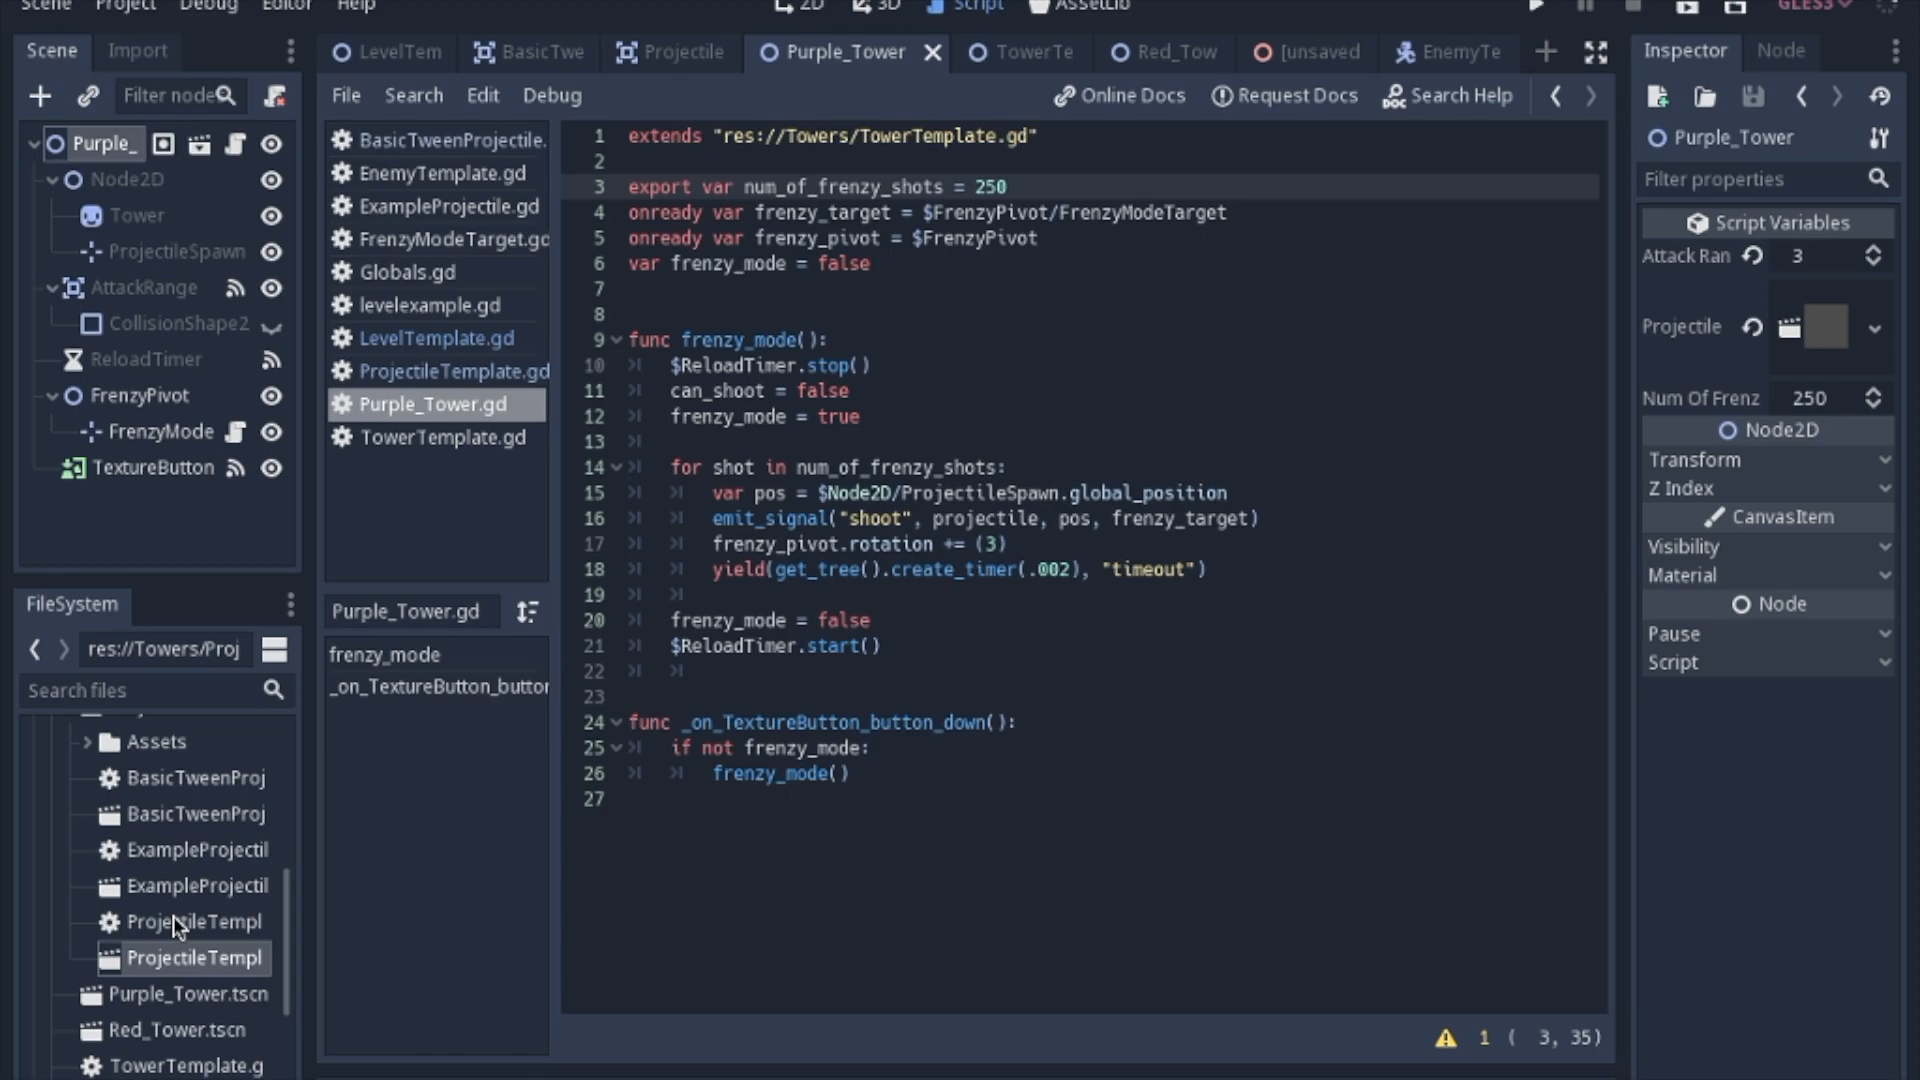 Scene Project Debug Editor Help
2D 3D Script AssetLib
GLES3
Scene Import
Filter node
Purple_
Node2D
Tower
ProjectileSpawn
AttackRange
CollisionShape2
ReloadTimer
FrenzyPivot
FrenzyMode
TextureButton
FileSystem
res://Towers/Proj
Search files
Assets
BasicTweenProj
BasicTweenProj
ExampleProjectil
ExampleProjectil
ProjectileTempl
ProjectileTempl
Purple_Tower.tscn
Red_Tower.tscn
TowerTemplate.g
LevelTem BasicTwe Projectile Purple_Tower TowerTe Red_Tow [unsaved EnemyTe
File Search Edit Debug
Online Docs Request Docs Search Help
BasicTweenProjectile.
EnemyTemplate.gd
ExampleProjectile.gd
FrenzyModeTarget.gd
Globals.gd
levelexample.gd
LevelTemplate.gd
ProjectileTemplate.gd
Purple_Tower.gd
TowerTemplate.gd
Purple_Tower.gd
frenzy_mode
_on_TextureButton_button
1 extends "res://Towers/TowerTemplate.gd"
2
3 export var num_of_frenzy_shots = 250
4 onready var frenzy_target = $FrenzyPivot/FrenzyModeTarget
5 onready var frenzy_pivot = $FrenzyPivot
6 var frenzy_mode = false
7
8
9 func frenzy_mode():
10 $ReloadTimer.stop()
11 can_shoot = false
12 frenzy_mode = true
13
14 for shot in num_of_frenzy_shots:
15 var pos = $Node2D/ProjectileSpawn.global_position
16 emit_signal("shoot", projectile, pos, frenzy_target)
17 frenzy_pivot.rotation += (3)
18 yield(get_tree().create_timer(.002), "timeout")
19
20 frenzy_mode = false
21 $ReloadTimer.start()
22
23
24 func _on_TextureButton_button_down():
25 if not frenzy_mode:
26 frenzy_mode()
27
1 ( 3, 35)
Inspector Node
Purple_Tower
Filter properties
Script Variables
Attack Ran 3
Projectile
Num Of Frenz 250
Node2D
Transform
Z Index
CanvasItem
Visibility
Material
Node
Pause
Script